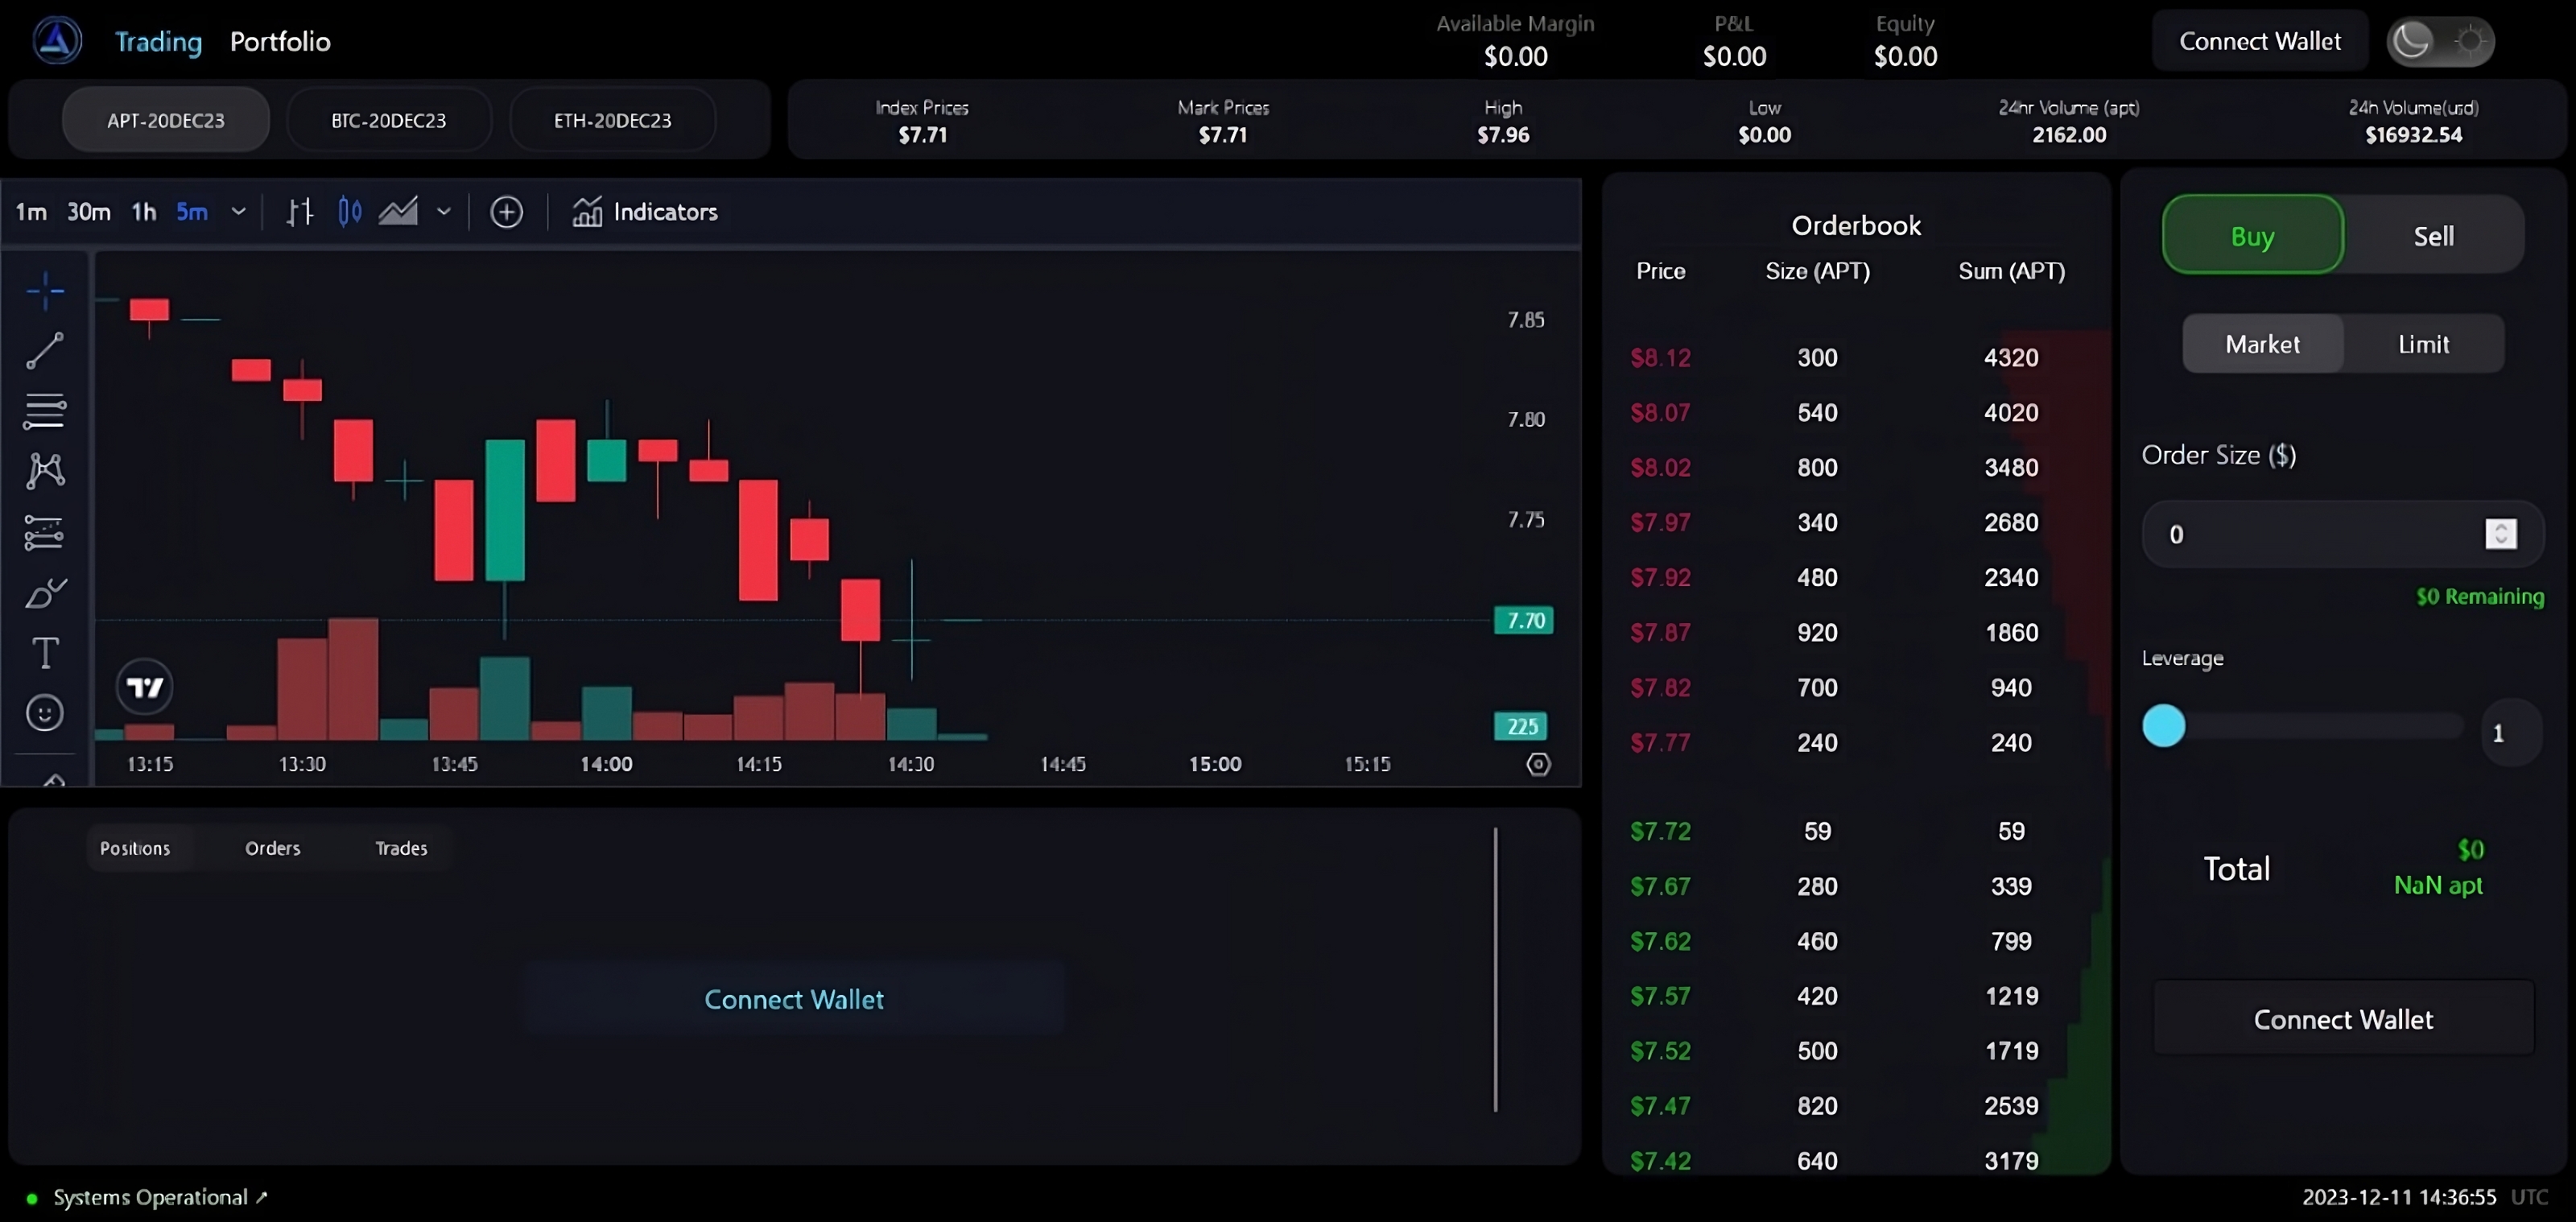 Trading Portfolio
Available Margin P&L Equity
$0.00 $0.00 $0.00
Connect Wallet
APT-20DEC23 BTC-20DEC23 ETH-20DEC23
Index Prices Mark Prices High Low 24hr Volume (apt) 24h Volume(usd)
$7.71 $7.71 $7.96 $0.00 2162.00 $16932.54
1m 30m 1h 5m Indicators
7.85
7.80
7.75
7.70
225
13:15 13:30 13:45 14:00 14:15 14:30 14:45 15:00 15:15
Positions Orders Trades
Connect Wallet
Orderbook
Price Size (APT) Sum (APT)
$8.12 300 4320
$8.07 540 4020
$8.02 800 3480
$7.97 340 2680
$7.92 480 2340
$7.87 920 1860
$7.82 700 940
$7.77 240 240
$7.72 59 59
$7.67 280 339
$7.62 460 799
$7.57 420 1219
$7.52 500 1719
$7.47 820 2539
$7.42 640 3179
Buy Sell
Market Limit
Order Size ($)
0
$0 Remaining
Leverage
1
Total
$0
NaN apt
Connect Wallet
Systems Operational
2023-12-11 14:36:55 UTC